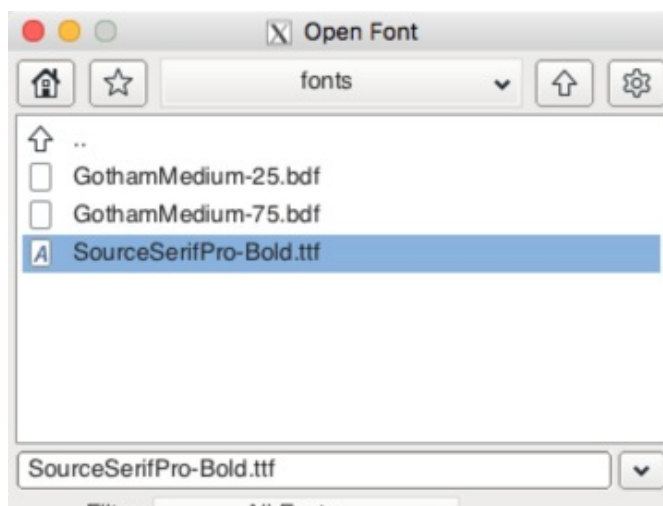 Open Font
fonts
..
GothamMedium-25.bdf
GothamMedium-75.bdf
SourceSerifPro-Bold.ttf
SourceSerifPro-Bold.ttf